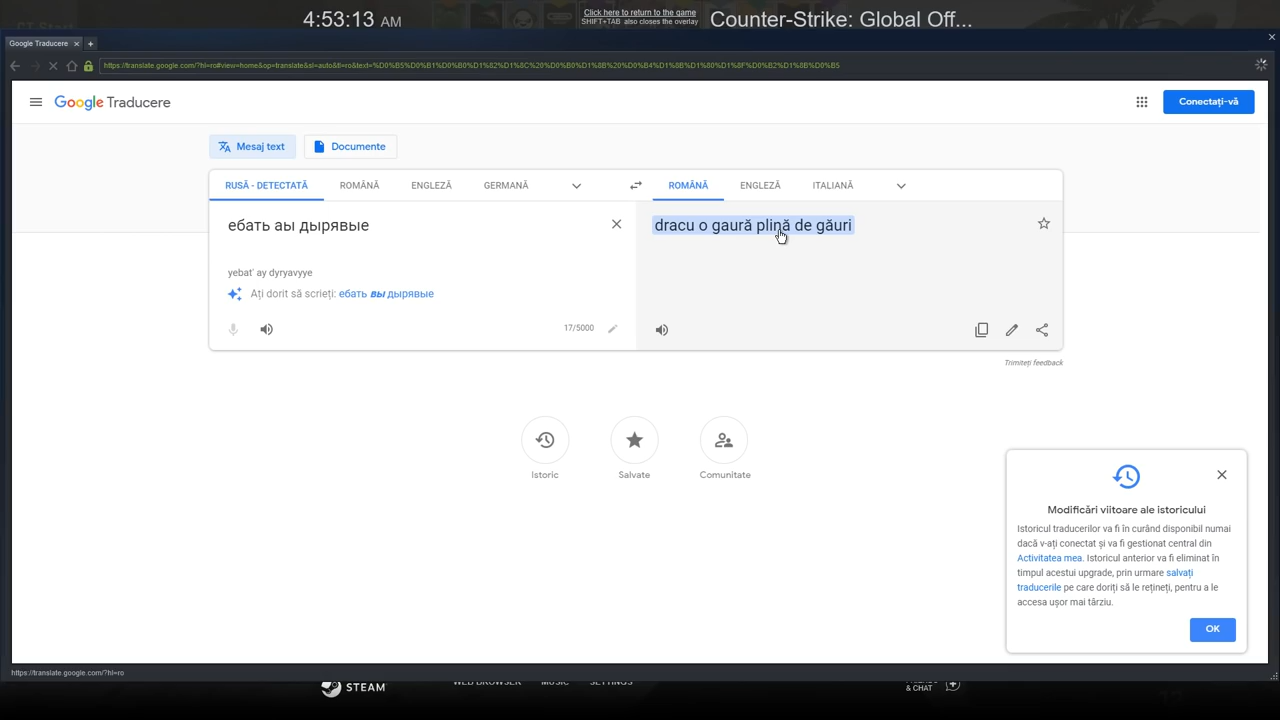 4:53:13 AM
Click here to return to the game
SHIFT+TAB also closes the overlay
Counter-Strike: Global Off...
Google Traducere
https://translate.google.com/?hl=ro#view=home&op=translate&sl=auto&tl=ro&text=%D0%B5%D0%B1%D0%B0%D1%82%D1%8C%20%D0%B0%D1%8B%20%D0%B4%D1%8B%D1%80%D1%8F%D0%B2%D1%8B%D0%B5
Google Traducere
Conectați-vă
Mesaj text
Documente
RUSĂ - DETECTATĂ ROMÂNĂ ENGLEZĂ GERMANĂ
ROMÂNĂ ENGLEZĂ ITALIANĂ
ебать аы дырявые
dracu o gaură plină de găuri
yebat' ay dyryavyye
Ați dorit să scrieți: ебать вы дырявые
17/5000
Trimiteți feedback
Istoric
Salvate
Comunitate
Modificări viitoare ale istoricului
Istoricul traducerilor va fi în curând disponibil numai
dacă v-ați conectat și va fi gestionat central din
Activitatea mea. Istoricul anterior va fi eliminat în
timpul acestui upgrade, prin urmare salvați
traducerile pe care doriți să le rețineți, pentru a le
accesa ușor mai târziu.
OK
https://translate.google.com/?hl=ro
STEAM
WEB BROWSER MUSIC SETTINGS
& CHAT